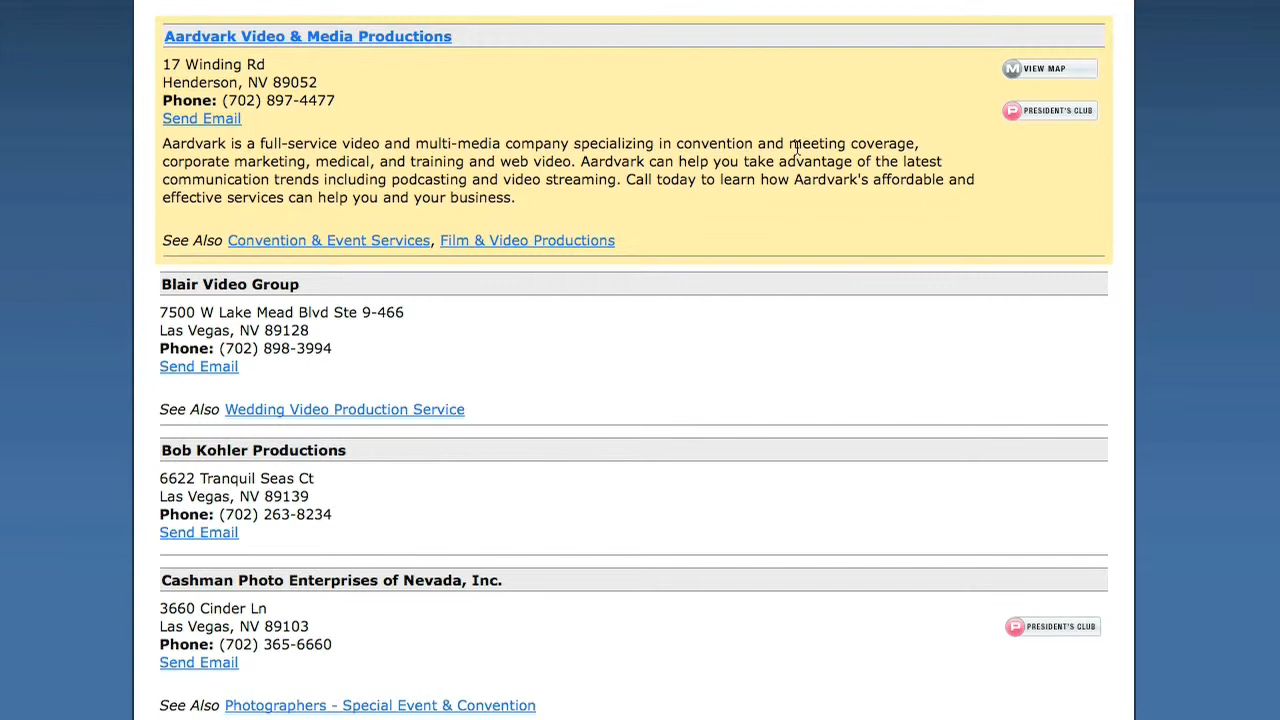 Aardvark Video & Media Productions
17 Winding Rd
Henderson, NV 89052
Phone: (702) 897-4477
Send Email
VIEW MAP
PRESIDENT'S CLUB
Aardvark is a full-service video and multi-media company specializing in convention and meeting coverage,
corporate marketing, medical, and training and web video. Aardvark can help you take advantage of the latest
communication trends including podcasting and video streaming. Call today to learn how Aardvark's affordable and
effective services can help you and your business.
See Also Convention & Event Services, Film & Video Productions
Blair Video Group
7500 W Lake Mead Blvd Ste 9-466
Las Vegas, NV 89128
Phone: (702) 898-3994
Send Email
See Also Wedding Video Production Service
Bob Kohler Productions
6622 Tranquil Seas Ct
Las Vegas, NV 89139
Phone: (702) 263-8234
Send Email
Cashman Photo Enterprises of Nevada, Inc.
3660 Cinder Ln
Las Vegas, NV 89103
Phone: (702) 365-6660
Send Email
PRESIDENT'S CLUB
See Also Photographers - Special Event & Convention